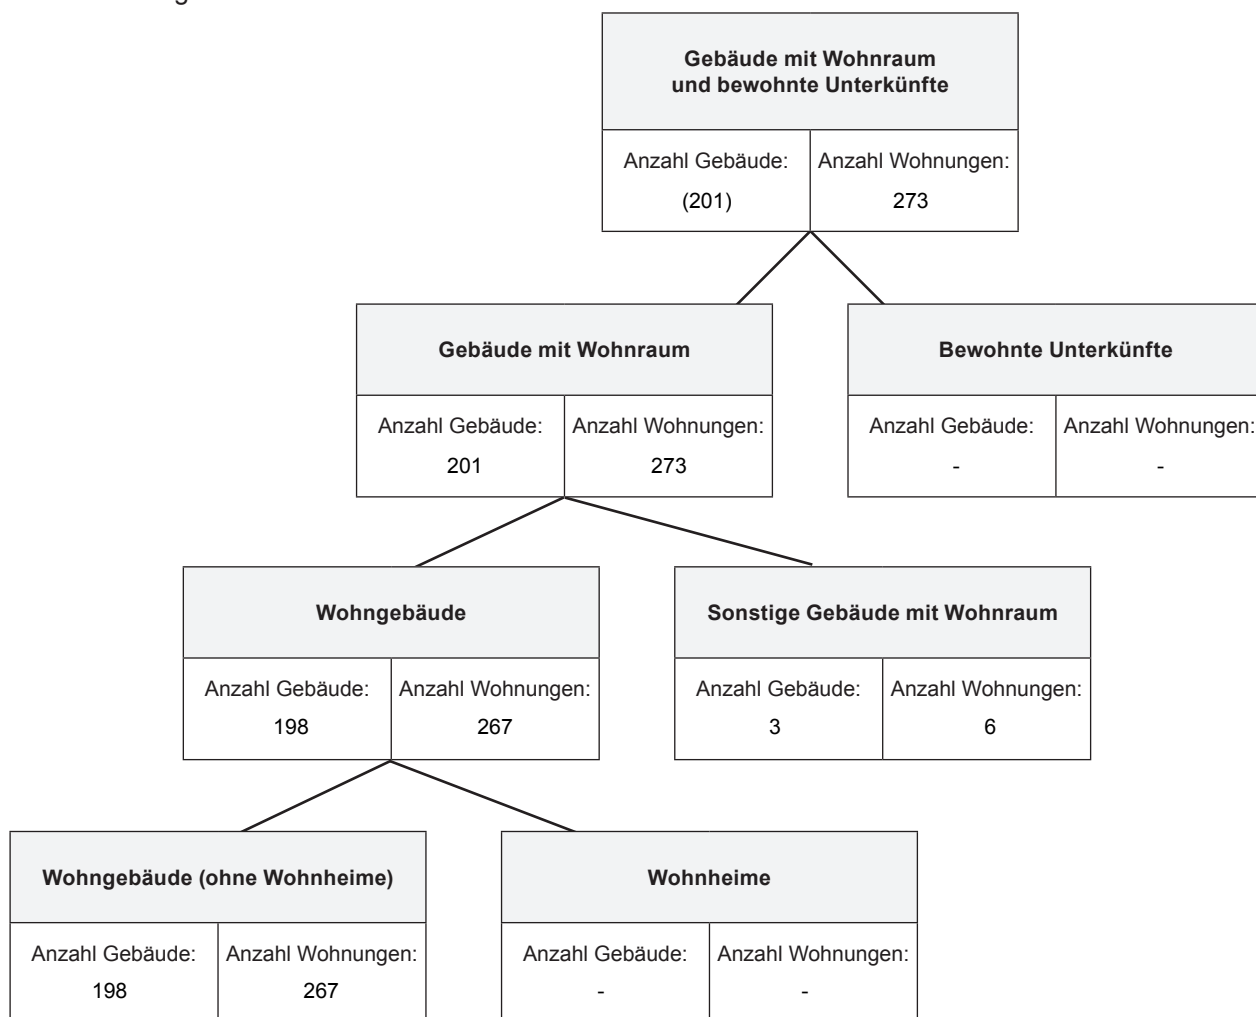 Gebäude mit Wohnraum
und bewohnte Unterkünfte
Anzahl Gebäude: Anzahl Wohnungen:
(201) 273
Gebäude mit Wohnraum
Anzahl Gebäude: Anzahl Wohnungen:
201 273
Bewohnte Unterkünfte
Anzahl Gebäude: Anzahl Wohnungen:
- -
Wohngebäude
Anzahl Gebäude: Anzahl Wohnungen:
198 267
Sonstige Gebäude mit Wohnraum
Anzahl Gebäude: Anzahl Wohnungen:
3 6
Wohngebäude (ohne Wohnheime)
Anzahl Gebäude: Anzahl Wohnungen:
198 267
Wohnheime
Anzahl Gebäude: Anzahl Wohnungen:
- -